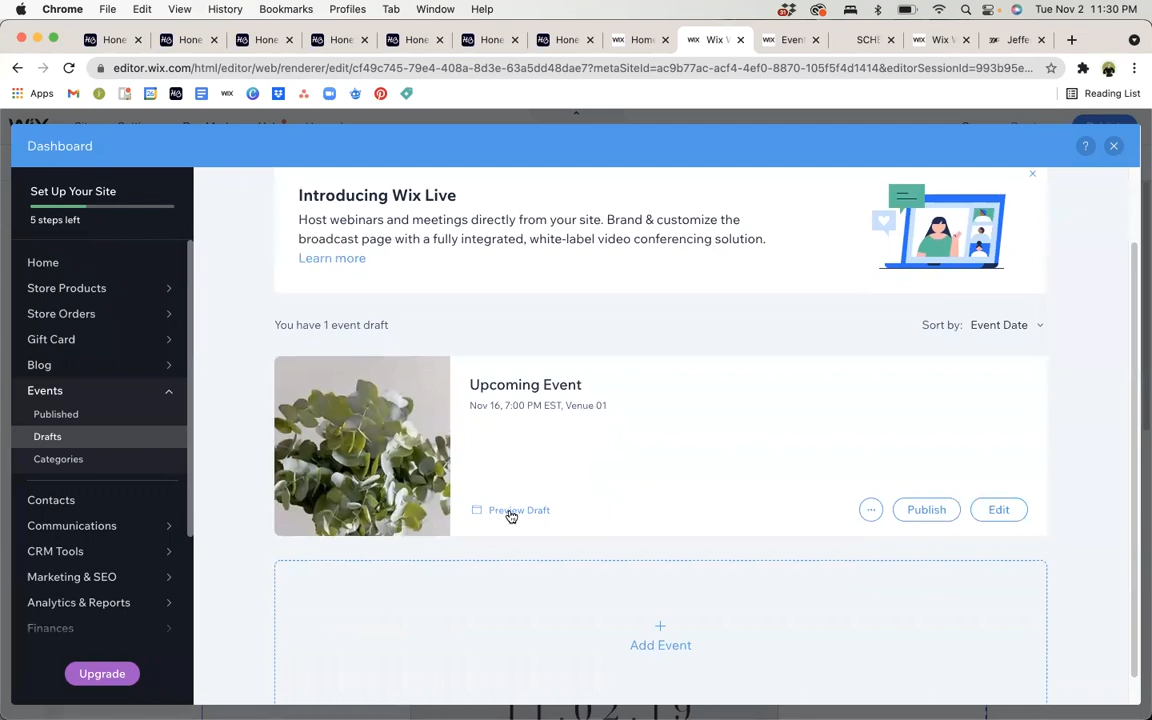 Chrome File Edit View History Bookmarks Profiles Tab Window Help Tue Nov 2 11:30 PM
Hone Hone Hone Hone Hone Hone Hone Home Wix W Event SCHE Wix W Jeffe
editor.wix.com/html/editor/web/renderer/edit/cf49c745-79e4-408a-8d3e-63a5dd48dae7?metaSiteId=ac9b77ac-acf4-4ef0-8870-105f5f4d1414&editorSessionId=993b95e...
Apps Reading List
Dashboard
Set Up Your Site
5 steps left
Home
Store Products
Store Orders
Gift Card
Blog
Events
Published
Drafts
Categories
Contacts
Communications
CRM Tools
Marketing & SEO
Analytics & Reports
Finances
Upgrade
Introducing Wix Live
Host webinars and meetings directly from your site. Brand & customize the
broadcast page with a fully integrated, white-label video conferencing solution.
Learn more
You have 1 event draft
Sort by: Event Date
Upcoming Event
Nov 16, 7:00 PM EST, Venue 01
Preview Draft
... Publish Edit
+
Add Event
11.02.19